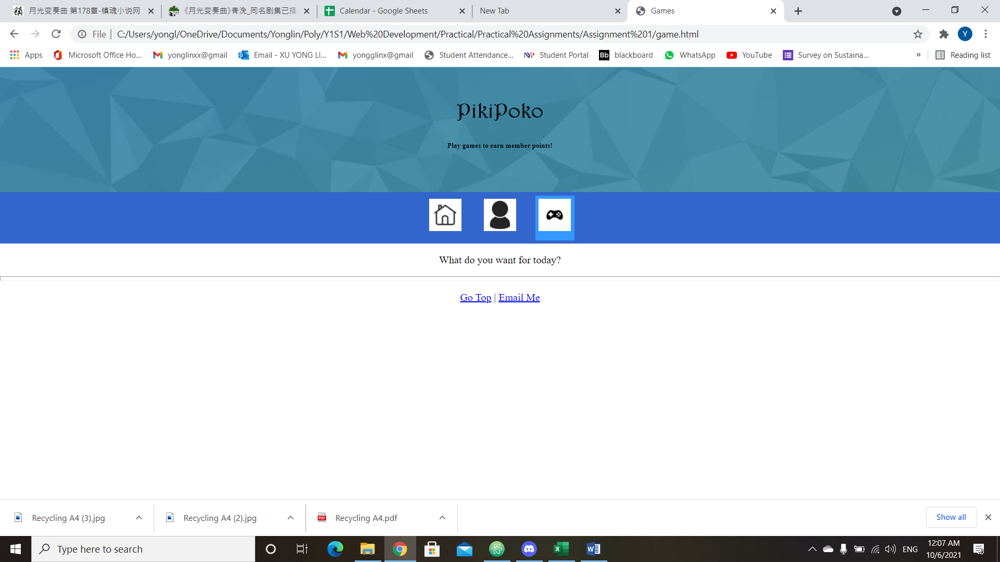 月光变奏曲 第178章-镇魂小说网
《月光变奏曲》青浼_同名剧集已播
Calendar - Google Sheets
New Tab
Games
File | C:/Users/yongl/OneDrive/Documents/Yonglin/Poly/Y1S1/Web%20Development/Practical/Practical%20Assignments/Assignment%201/game.html
Y
Apps
Microsoft Office Ho...
yonglinxx@gmail
Email - XU YONG LI...
yongglinx@gmail
Student Attendance...
NYP
Student Portal
Bb
blackboard
WhatsApp
YouTube
Survey on Sustaina...
»
Reading list
PikiPoko
Play games to earn member points!
What do you want for today?
Go Top | Email Me
Recycling A4 (3).jpg
Recycling A4 (2).jpg
PDF
Recycling A4.pdf
Show all
Type here to search
ENG
12:07 AM
10/6/2021